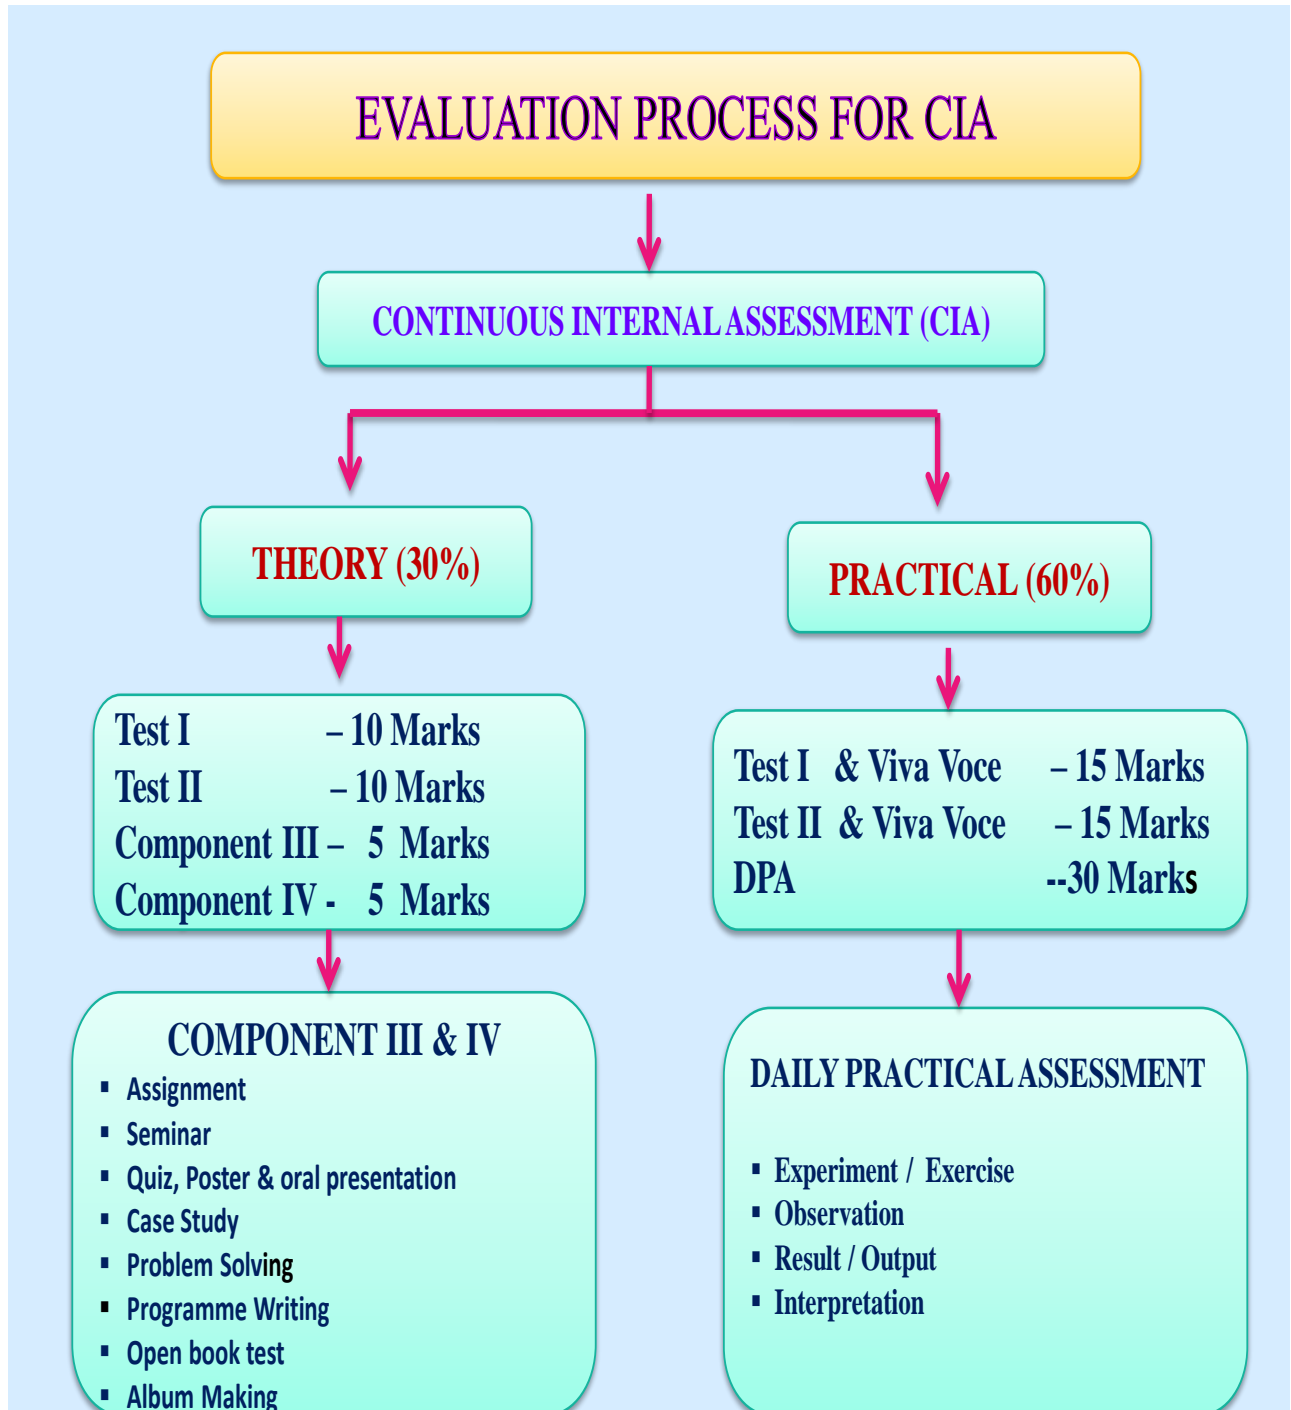 EVALUATION PROCESS FOR CIA
CONTINUOUS INTERNAL ASSESSMENT (CIA)
THEORY (30%)
PRACTICAL (60%)
Test I – 10 Marks
Test II – 10 Marks
Component III – 5 Marks
Component IV - 5 Marks
Test I & Viva Voce – 15 Marks
Test II & Viva Voce – 15 Marks
DPA --30 Marks
COMPONENT III & IV
▪ Assignment
▪ Seminar
▪ Quiz, Poster & oral presentation
▪ Case Study
▪ Problem Solving
▪ Programme Writing
▪ Open book test
▪ Album Making
DAILY PRACTICAL ASSESSMENT
▪ Experiment / Exercise
▪ Observation
▪ Result / Output
▪ Interpretation